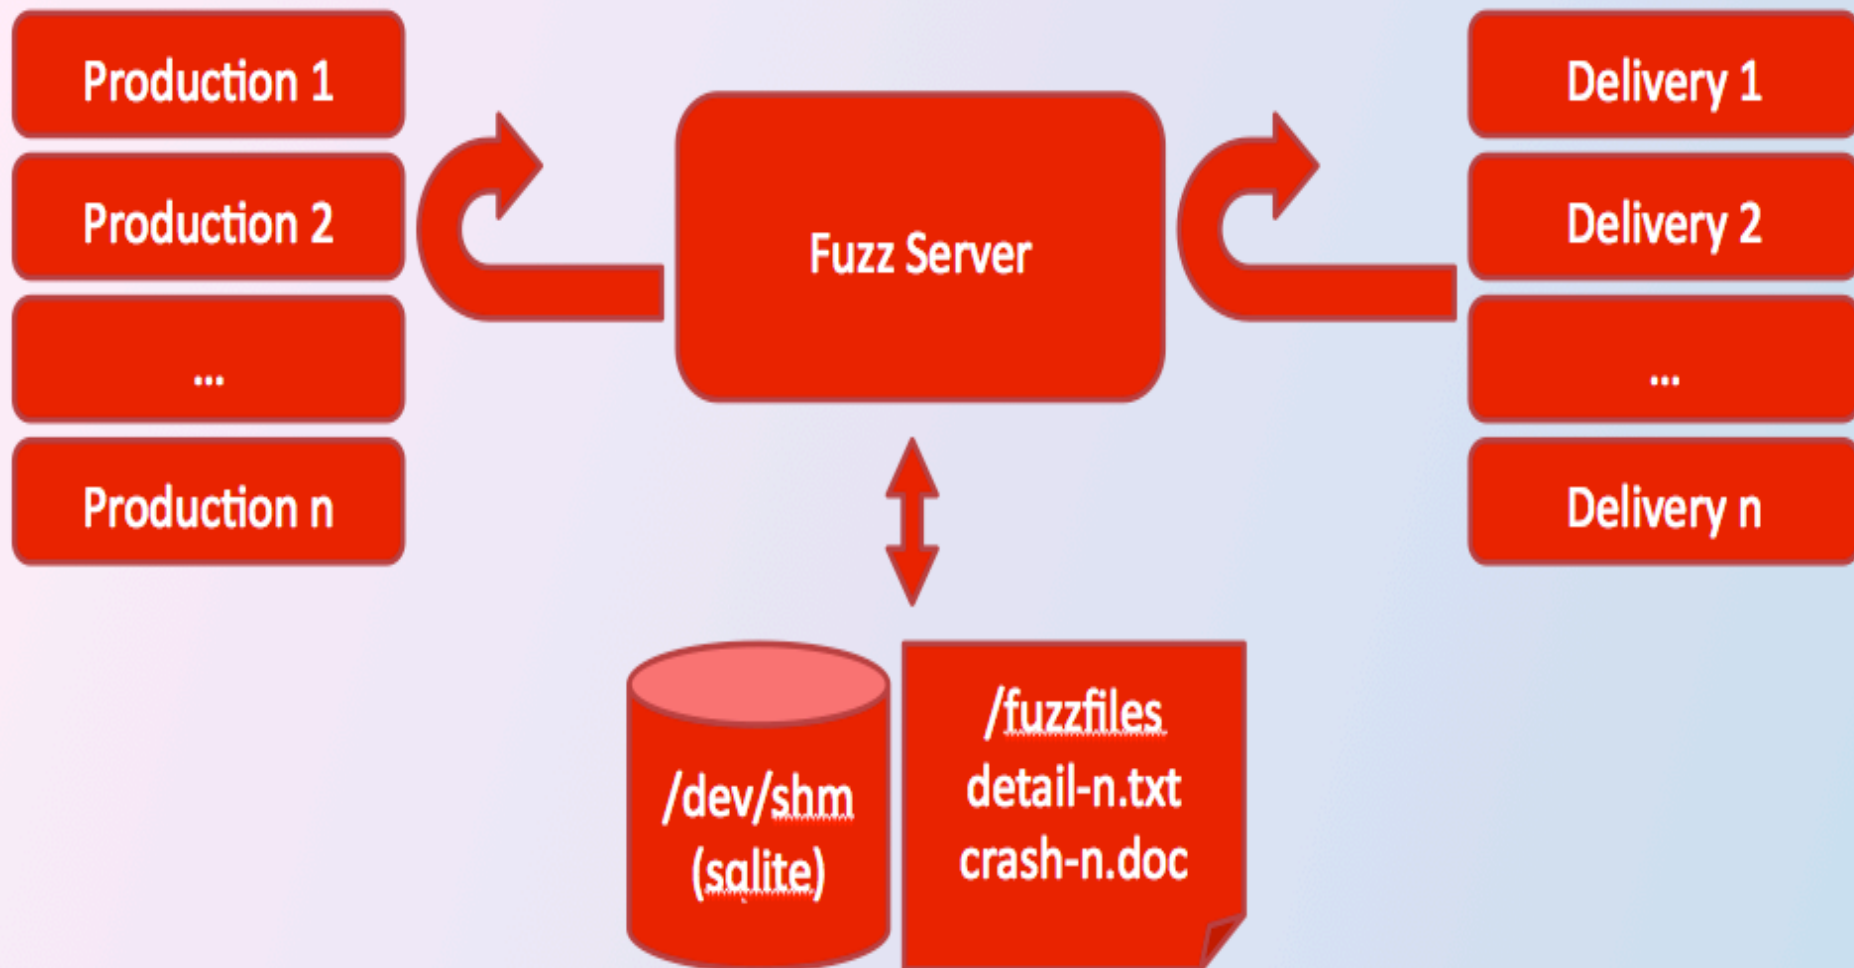 Production 1
Production 2
...
Production n
Fuzz Server
Delivery 1
Delivery 2
...
Delivery n
/dev/shm
(sqlite)
/fuzzfiles
detail-n.txt
crash-n.doc